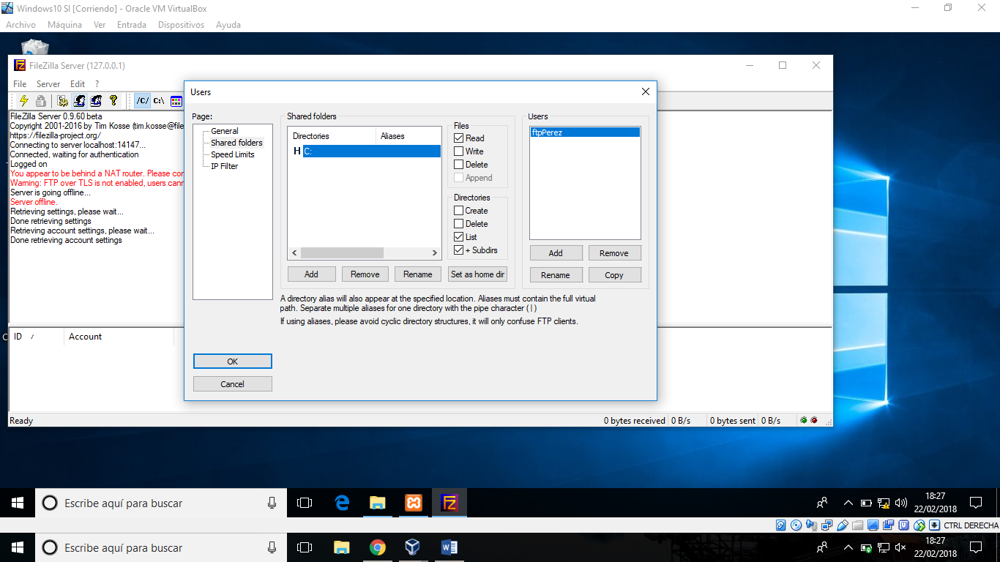 Windows10 SI [Corriendo] - Oracle VM VirtualBox
Archivo Máquina Ver Entrada Dispositivos Ayuda
FileZilla Server (127.0.0.1)
File Server Edit ?
/C/ C:\
FileZilla Server 0.9.60 beta
Copyright 2001-2016 by Tim Kosse (tim.kosse@file
https://filezilla-project.org/
Connecting to server localhost:14147...
Connected, waiting for authentication
Logged on
You appear to be behind a NAT router. Please con
Warning: FTP over TLS is not enabled, users cann
Server is going offline...
Server offline.
Retrieving settings, please wait...
Done retrieving settings
Retrieving account settings, please wait...
Done retrieving account settings
ID / Account
Users
Page:
General
Shared folders
Speed Limits
IP Filter
OK
Cancel
Shared folders
Directories Aliases
H C:
Add Remove Rename Set as home dir
Files
Read
Write
Delete
Append
Directories
Create
Delete
List
+ Subdirs
Users
ftpPerez
Add Remove
Rename Copy
A directory alias will also appear at the specified location. Aliases must contain the full virtual
path. Separate multiple aliases for one directory with the pipe character ( | )
If using aliases, please avoid cyclic directory structures, it will only confuse FTP clients.
Ready 0 bytes received 0 B/s 0 bytes sent 0 B/s
Escribe aquí para buscar
18:27
22/02/2018
CTRL DERECHA
Escribe aquí para buscar
18:27
22/02/2018